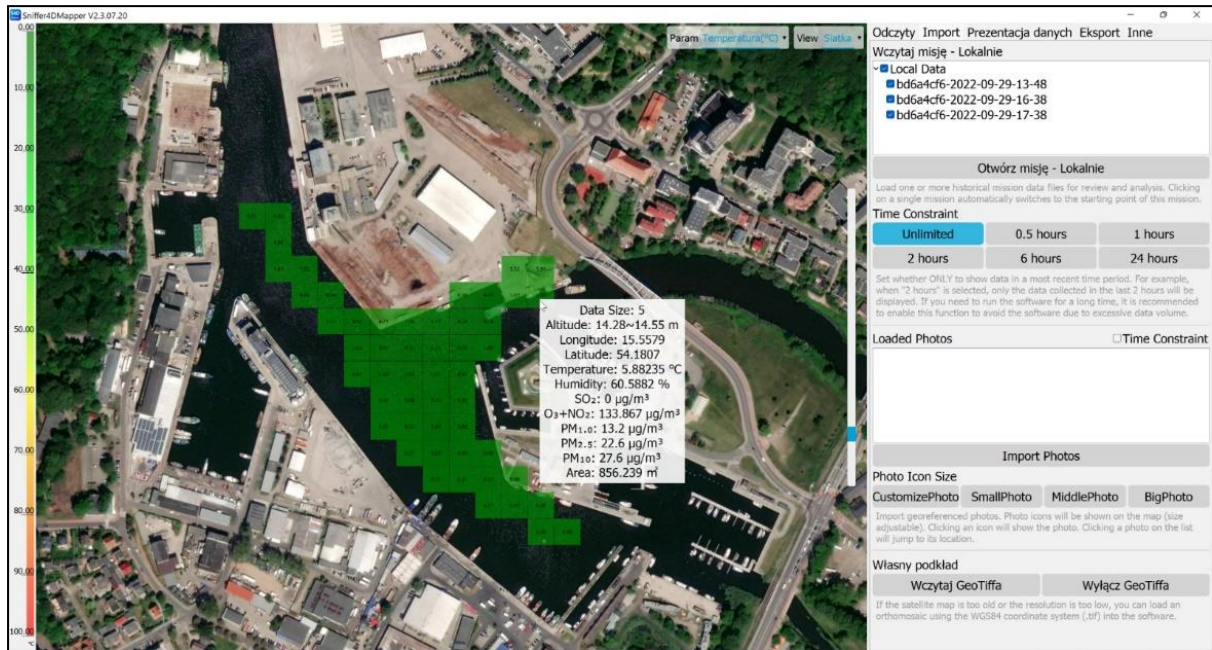 Sniffer4DMapper V2.3.07.20
0,00
10,00
20,00
30,00
40,00
50,00
60,00
70,00
80,00
90,00
100,00
Param Temperatura(°C)
View Siatka
Data Size: 5
Altitude: 14.28~14.55 m
Longitude: 15.5579
Latitude: 54.1807
Temperature: 5.88235 °C
Humidity: 60.5882 %
SO₂: 0 µg/m³
O₃+NO₂: 133.867 µg/m³
PM₁.₀: 13.2 µg/m³
PM₂.₅: 22.6 µg/m³
PM₁₀: 27.6 µg/m³
Area: 856.239 ㎡
Odczyty Import Prezentacja danych Eksport Inne
Wczytaj misję - Lokalnie
Local Data
bd6a4cf6-2022-09-29-13-48
bd6a4cf6-2022-09-29-16-38
bd6a4cf6-2022-09-29-17-38
Otwórz misję - Lokalnie
Load one or more historical mission data files for review and analysis. Clicking
on a single mission automatically switches to the starting point of this mission.
Time Constraint
Unlimited 0.5 hours 1 hours
2 hours 6 hours 24 hours
Set whether ONLY to show data in a most recent time period. For example,
when "2 hours" is selected, only the data collected in the last 2 hours will be
displayed. If you need to run the software for a long time, it is recommended
to enable this function to avoid the software due to excessive data volume.
Loaded Photos Time Constraint
Import Photos
Photo Icon Size
CustomizePhoto SmallPhoto MiddlePhoto BigPhoto
Import georeferenced photos. Photo icons will be shown on the map (size
adjustable). Clicking an icon will show the photo. Clicking a photo on the list
will jump to its location.
Własny podkład
Wczytaj GeoTiffa Wyłącz GeoTiffa
If the satellite map is too old or the resolution is too low, you can load an
orthomosaic using the WGS84 coordinate system (.tif) into the software.